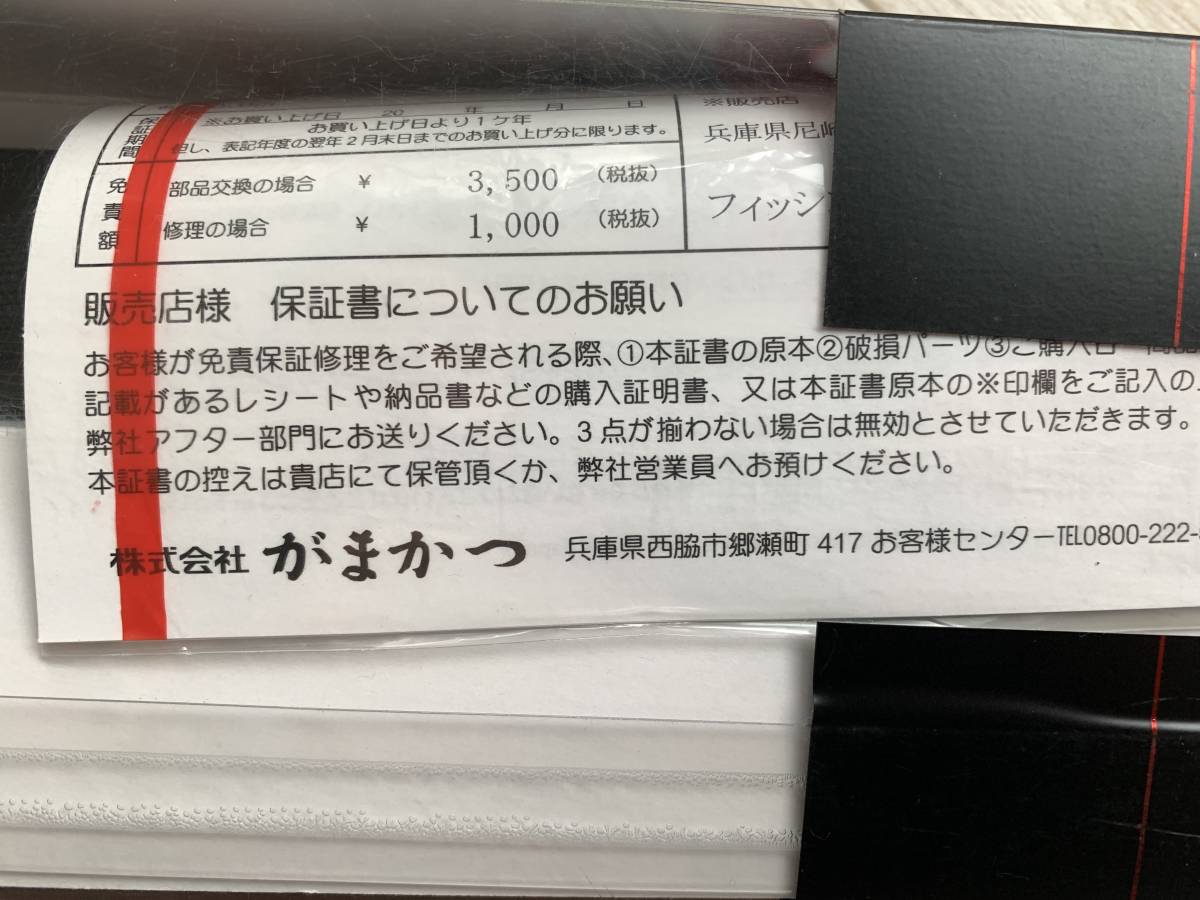 ※お買い上げ日 20 年 月 日
※販売店
保証期間
お買い上げ日より1ケ年
但し、表記年度の翌年2月末日までのお買い上げ分に限ります。
兵庫県尼崎
免責額
部品交換の場合 ¥ 3,500 (税抜)
修理の場合 ¥ 1,000 (税抜)
フィッシ
販売店様 保証書についてのお願い
お客様が免責保証修理をご希望される際、①本証書の原本②破損パーツ③ご購入日
記載があるレシートや納品書などの購入証明書、又は本証書原本の※印欄をご記入の
弊社アフター部門にお送りください。3点が揃わない場合は無効とさせていただきます。
本証書の控えは貴店にて保管頂くか、弊社営業員へお預けください。
株式会社 がまかつ 兵庫県西脇市郷瀬町 417 お客様センターTEL0800-222-